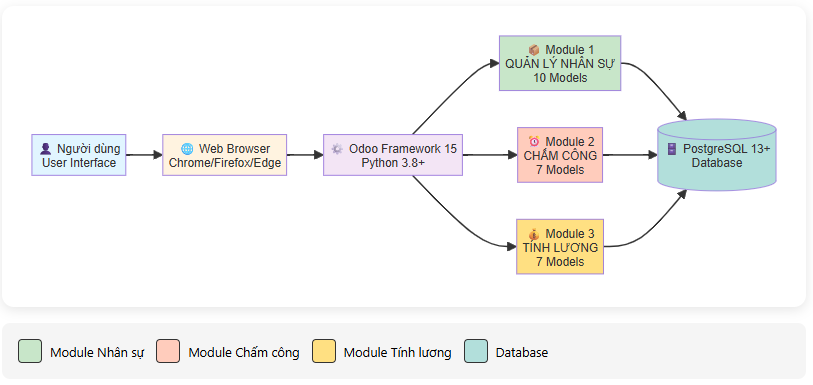 Module 1
QUẢN LÝ NHÂN SỰ
10 Models
Người dùng
User Interface
Web Browser
Chrome/Firefox/Edge
Odoo Framework 15
Python 3.8+
Module 2
CHẤM CÔNG
7 Models
PostgreSQL 13+
Database
Module 3
TÍNH LƯƠNG
7 Models
Module Nhân sự
Module Chấm công
Module Tính lương
Database